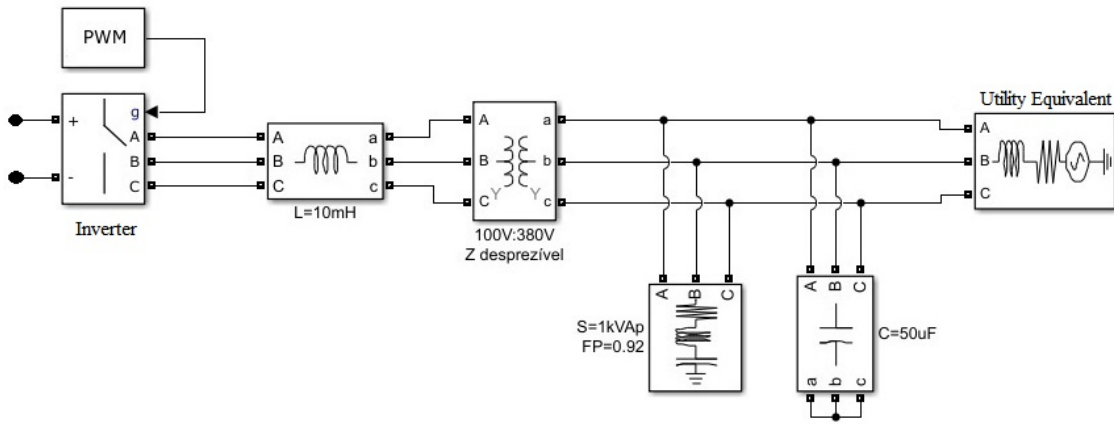 PWM
g
+
-
A
B
C
Inverter
A
B
C
a
b
c
L=10mH
A
B
C
a
b
c
Y
Y
100V:380V
Z desprezível
A
B
C
S=1kVAp
FP=0.92
A
B
C
a
b
c
C=50uF
Utility Equivalent
A
B
C